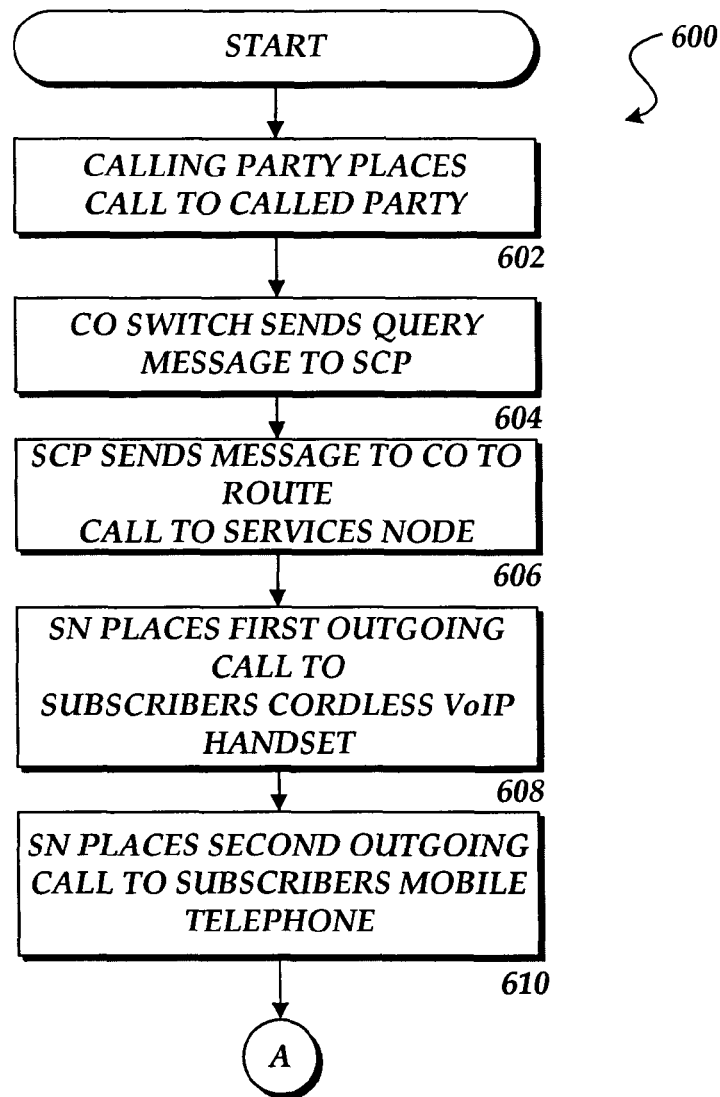 START
600
CALLING PARTY PLACES
CALL TO CALLED PARTY
602
CO SWITCH SENDS QUERY
MESSAGE TO SCP
604
SCP SENDS MESSAGE TO CO TO
ROUTE
CALL TO SERVICES NODE
606
SN PLACES FIRST OUTGOING
CALL TO
SUBSCRIBERS CORDLESS VoIP
HANDSET
608
SN PLACES SECOND OUTGOING
CALL TO SUBSCRIBERS MOBILE
TELEPHONE
610
A